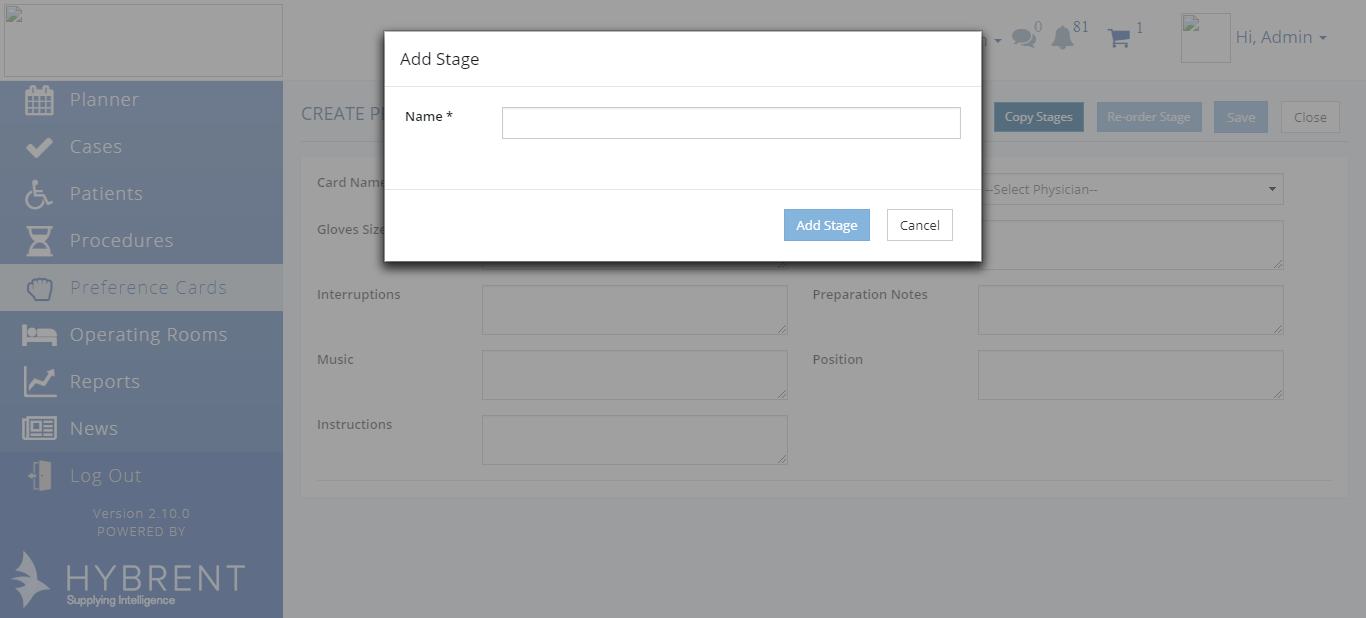 Add Stage
Name *
Add Stage
Cancel
0
81
1
Hi, Admin
Planner
Cases
Patients
Procedures
Preference Cards
Operating Rooms
Reports
News
Log Out
Version 2.10.0
POWERED BY
HYBRENT
Supplying Intelligence
CREATE
Copy Stages
Re-order Stage
Save
Close
Card Name
--Select Physician--
Gloves Size
Interruptions
Preparation Notes
Music
Position
Instructions